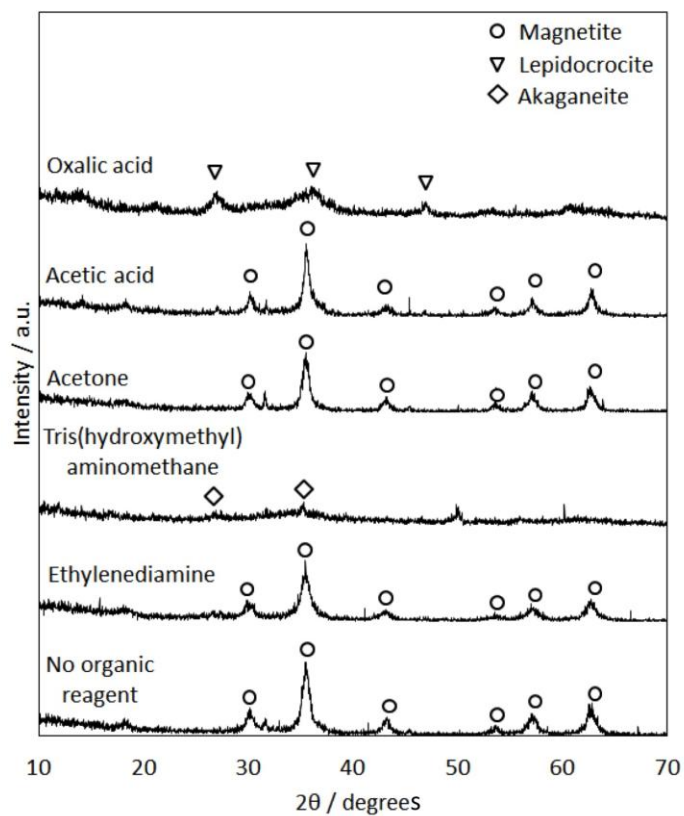 Magnetite
Lepidocrocite
Akaganeite
Oxalic acid
Acetic acid
Acetone
Tris(hydroxymethyl)
aminomethane
Ethylenediamine
No organic
reagent
Intensity / a.u.
10 20 30 40 50 60 70
2θ / degrees